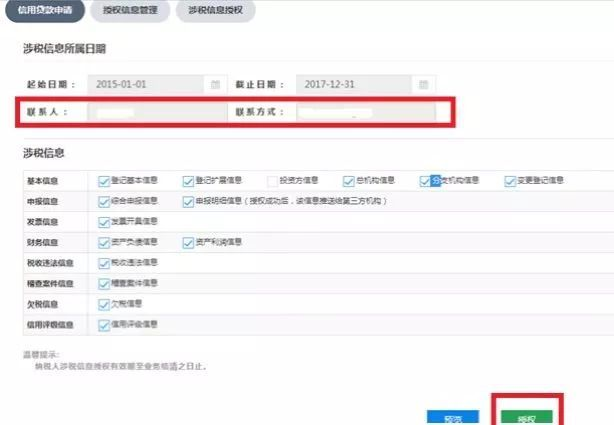 信用贷款申请 授权信息管理 涉税信息授权
涉税信息所属日期
起始日期： 2015-01-01 截止日期： 2017-12-31
联系人： 联系方式：
涉税信息
基本信息 登记基本信息 登记扩展信息 投资方信息 总机构信息 分支机构信息 变更登记信息
申报信息 综合申报信息 申报明细信息（授权成功后，该信息推送给第三方机构）
发票信息 发票开具信息
财务信息 资产负债信息 资产利润信息
税收违法信息 税收违法信息
稽查案件信息 稽查案件信息
欠税信息 欠税信息
信用评级信息 信用评级信息
温馨提示:
纳税人涉税信息授权有效期至业务结清之日止。
预览 授权